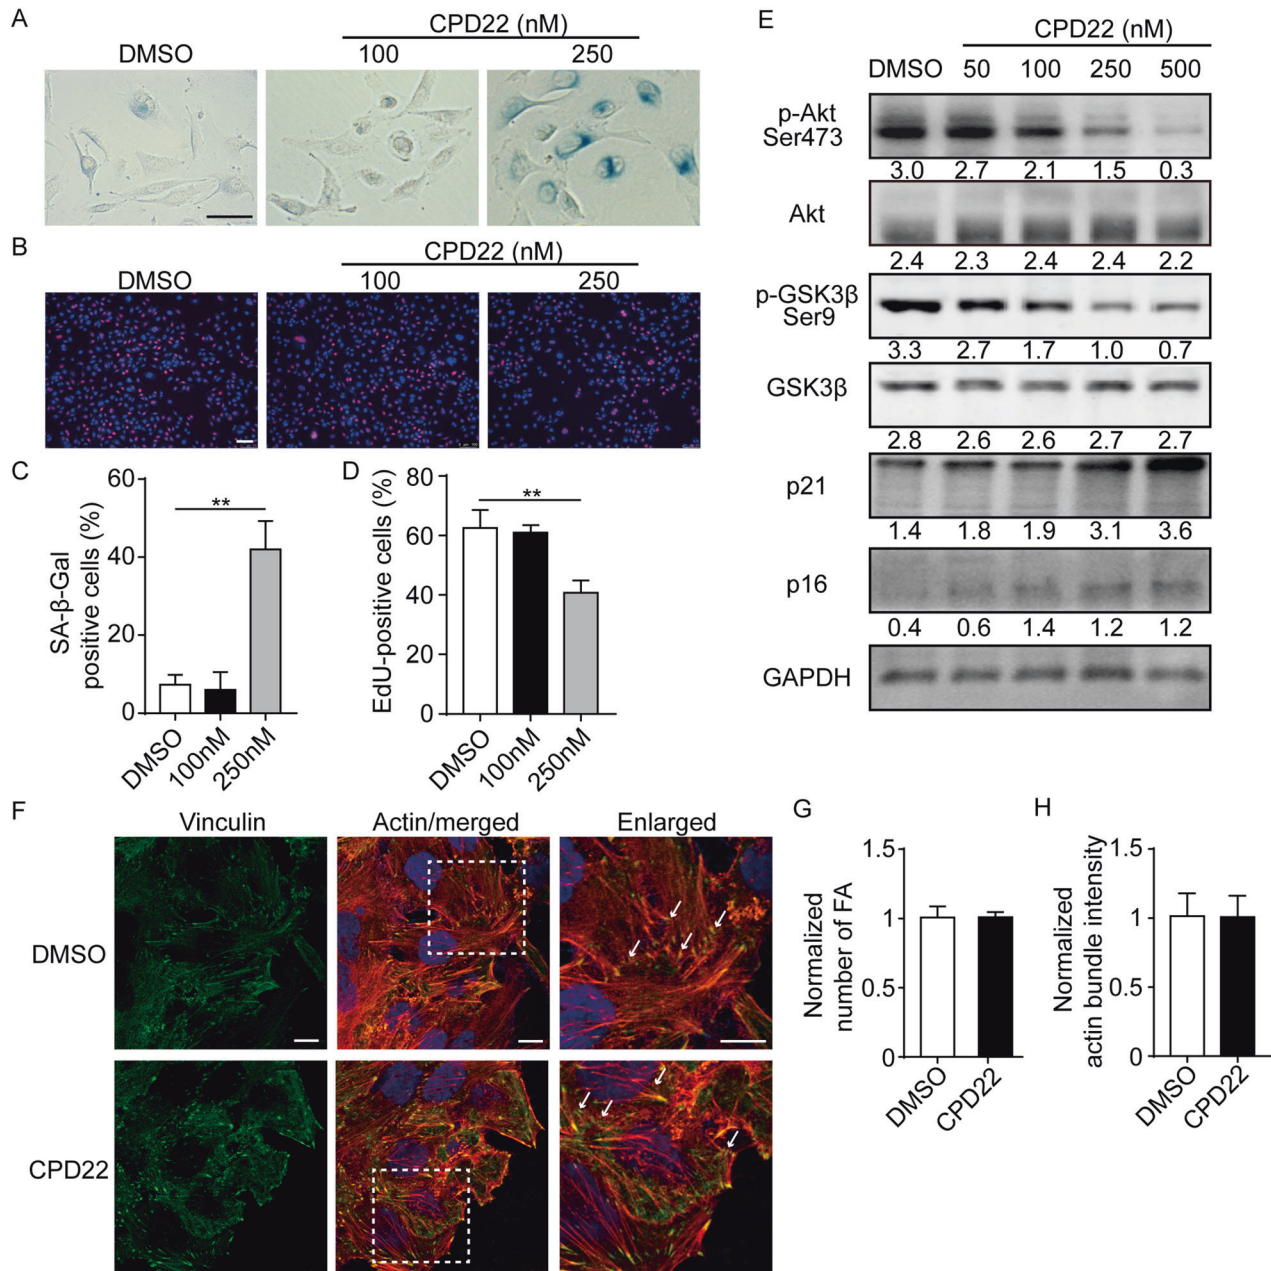 A
CPD22 (nM)
DMSO
100
250
B
CPD22 (nM)
DMSO
100
250
C
SA-β-Gal
positive cells (%)
60
40
20
0
**
DMSO
100nM
250nM
D
EdU-positive cells (%)
80
60
40
20
0
**
DMSO
100nM
250nM
E
CPD22 (nM)
DMSO 50 100 250 500
p-Akt
Ser473
3.0 2.7 2.1 1.5 0.3
Akt
2.4 2.3 2.4 2.4 2.2
p-GSK3β
Ser9
3.3 2.7 1.7 1.0 0.7
GSK3β
2.8 2.6 2.6 2.7 2.7
p21
1.4 1.8 1.9 3.1 3.6
p16
0.4 0.6 1.4 1.2 1.2
GAPDH
F
Vinculin
Actin/merged
Enlarged
DMSO
CPD22
G
Normalized
number of FA
1.5
1
0.5
0
DMSO
CPD22
H
Normalized
actin bundle intensity
1.5
1
0.5
0
DMSO
CPD22